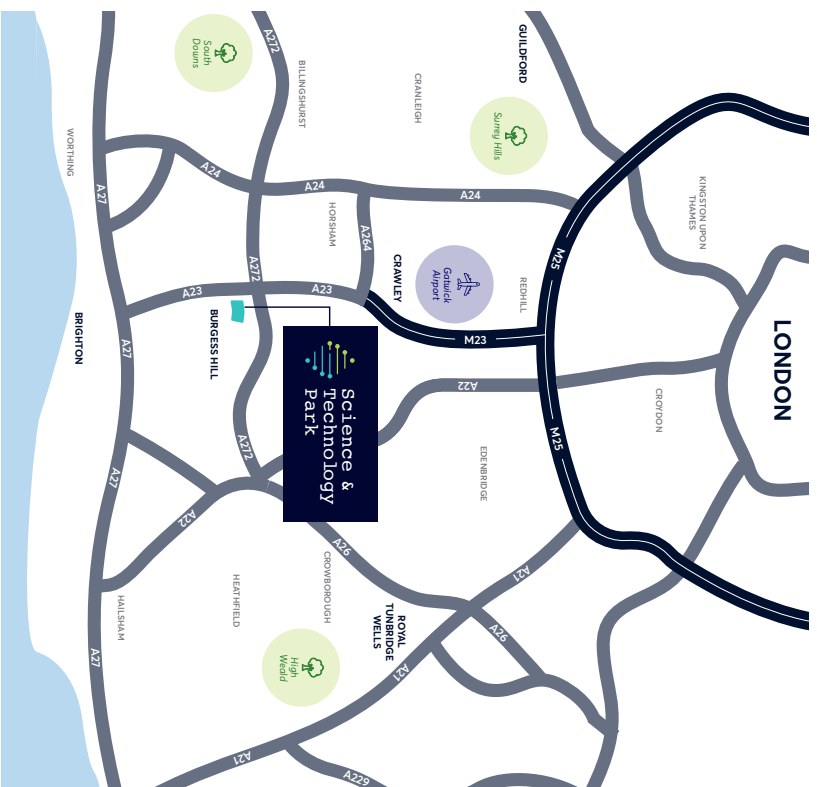 LONDON
KINGSTON UPON
THAMES
CROYDON
M25
M25
GUILDFORD
REDHILL
A21
Surrey Hills
A26
EDENBRIDGE
A24
M23
A22
Gatwick
Airport
CRANLEIGH
CRAWLEY
ROYAL
TUNBRIDGE
WELLS
A21
A264
A229
Science &
Technology
Park
A26
HORSHAM
CROWBOROUGH
A24
A23
BILLINGSHURST
High
Weald
A272
A272
A272
A21
HEATHFIELD
BURGESS HILL
A24
South
Downs
A23
A22
A27
HAILSHAM
A27
A27
A27
BRIGHTON
WORTHING